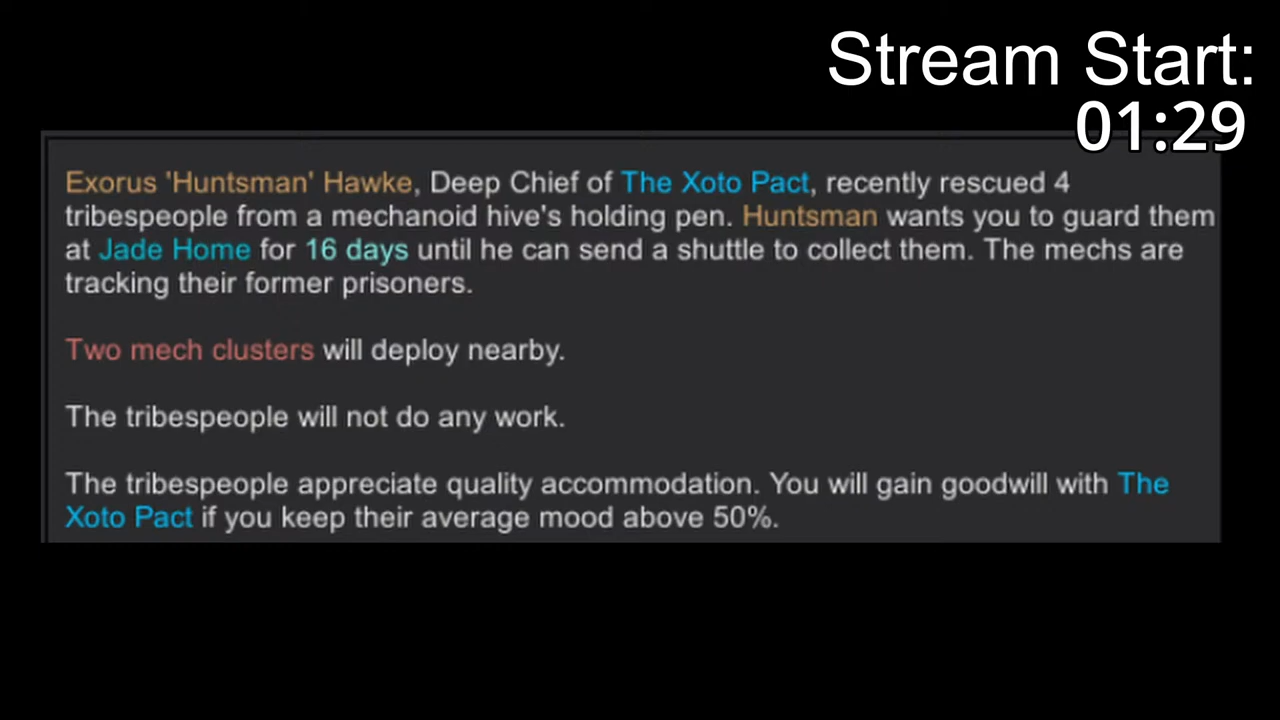 Stream Start:
01:29
Exorus 'Huntsman' Hawke, Deep Chief of The Xoto Pact, recently rescued 4
tribespeople from a mechanoid hive's holding pen. Huntsman wants you to guard them
at Jade Home for 16 days until he can send a shuttle to collect them. The mechs are
tracking their former prisoners.
Two mech clusters will deploy nearby.
The tribespeople will not do any work.
The tribespeople appreciate quality accommodation. You will gain goodwill with The
Xoto Pact if you keep their average mood above 50%.